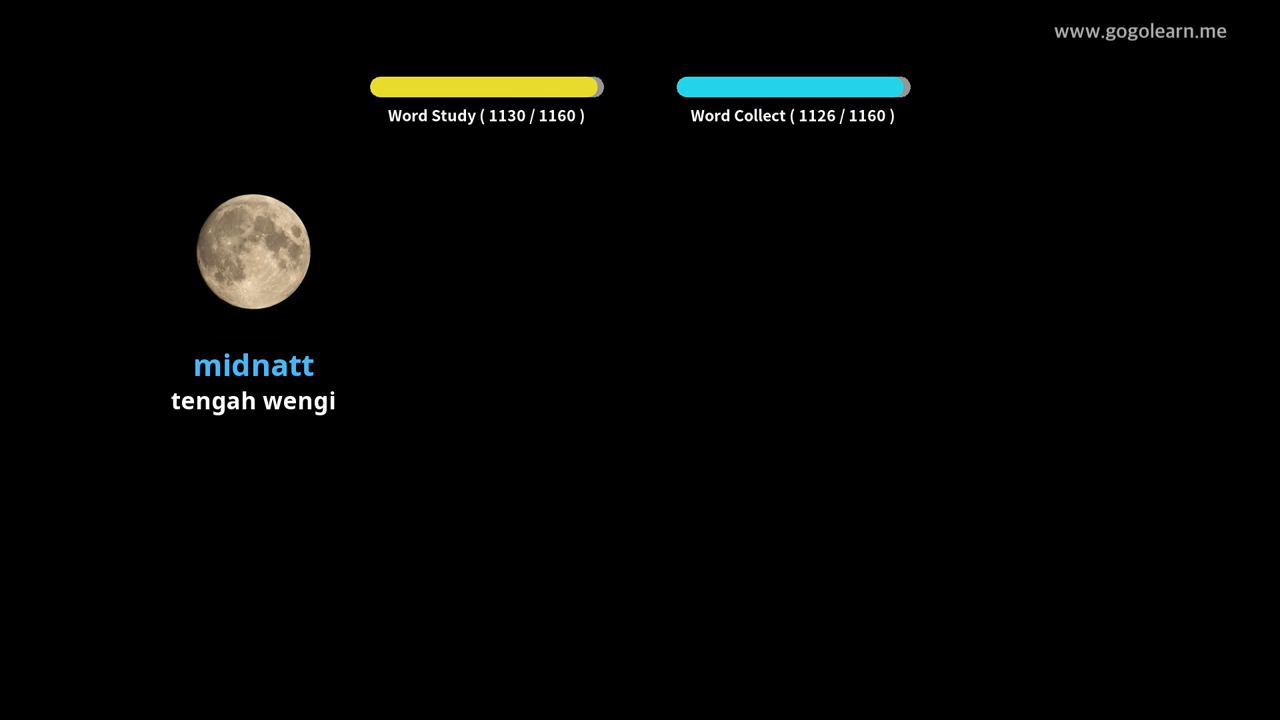 www.gogolearn.me
Word Study ( 1130 / 1160 )
Word Collect ( 1126 / 1160 )
midnatt
tengah wengi